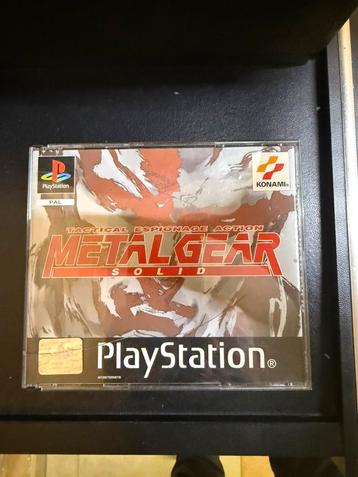 PlayStation
PAL
KONAMI
TACTICAL ESPIONAGE ACTION
METAL GEAR
SOLID
PlayStation